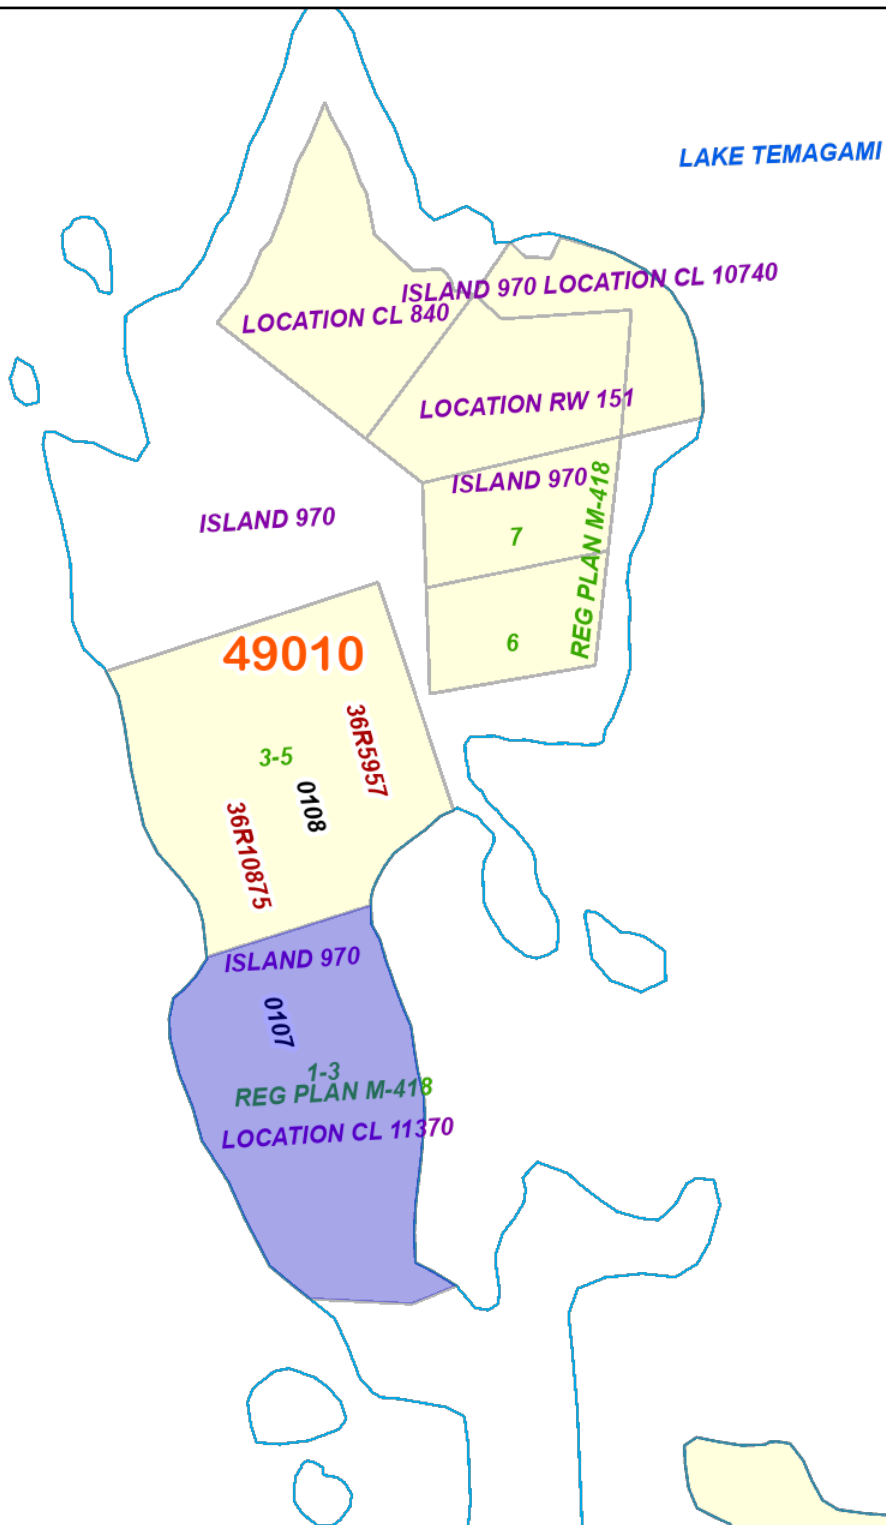 LAKE TEMAGAMI
ISLAND 970 LOCATION CL 10740
LOCATION CL 840
LOCATION RW 151
ISLAND 970
ISLAND 970
7
REG PLAN M-418
6
49010
36R5957
3-5
0108
36R10875
ISLAND 970
0107
1-3
REG PLAN M-418
LOCATION CL 11370